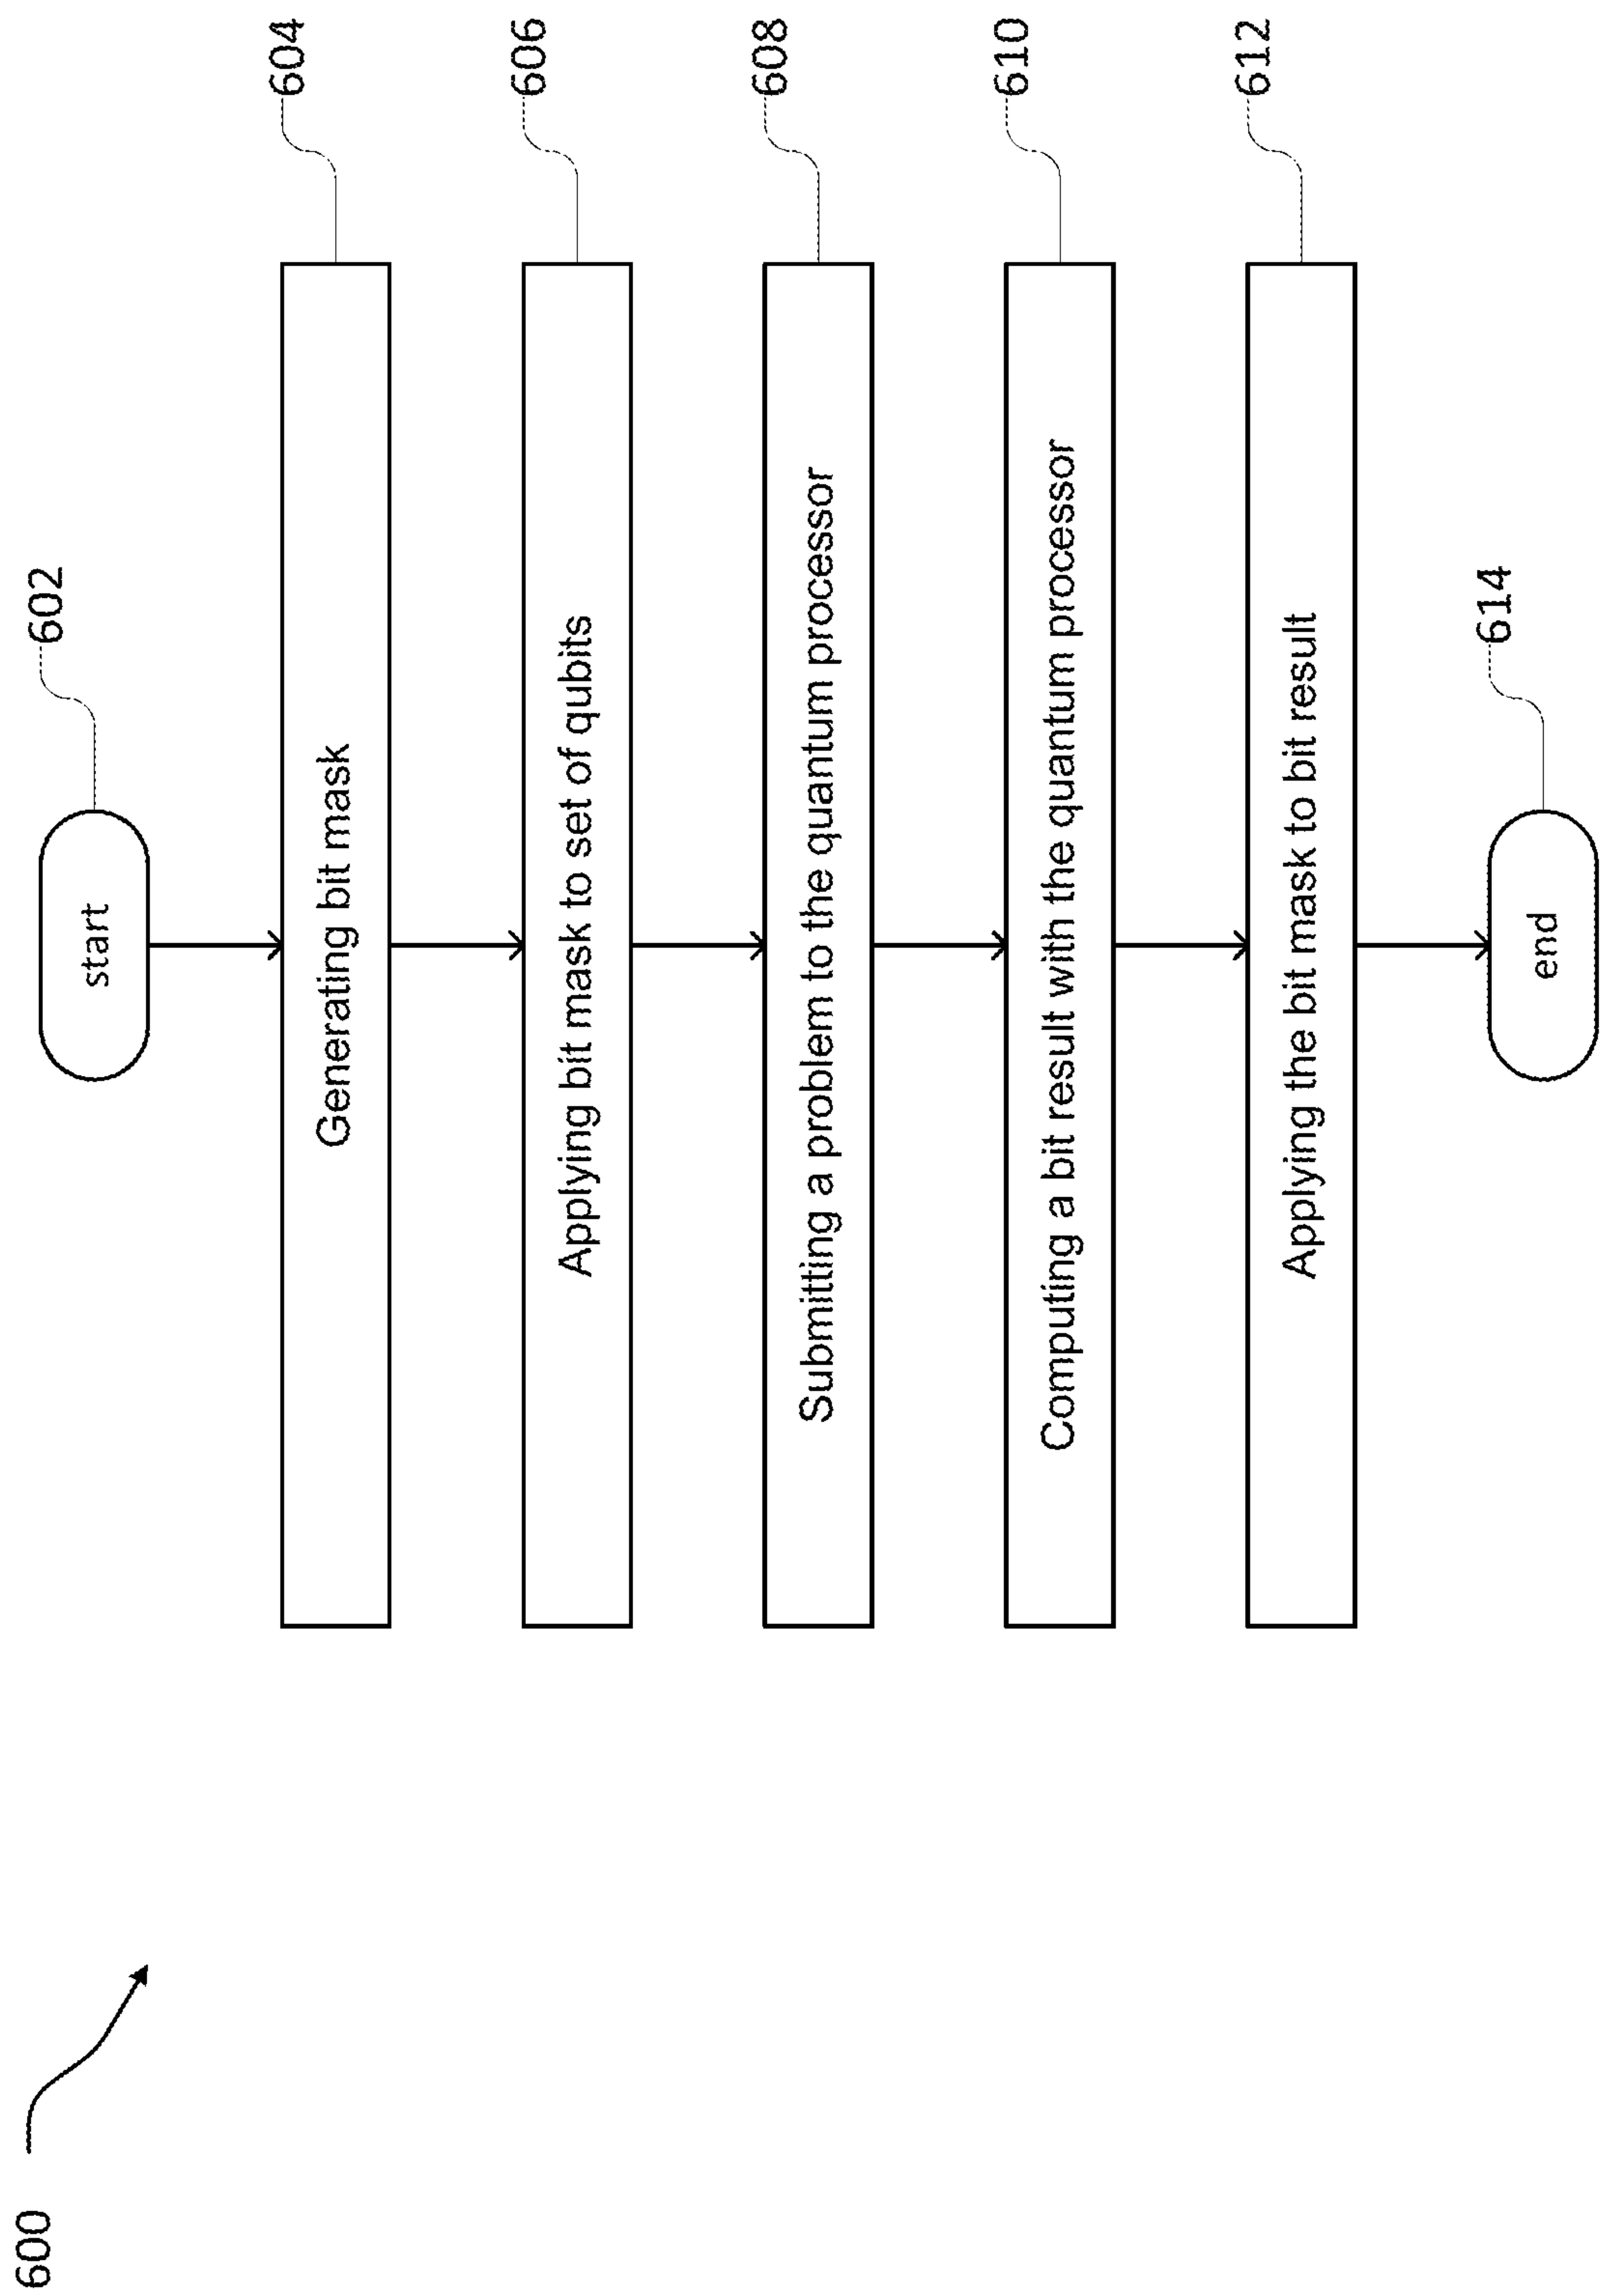 600
start
602
Generating bit mask
604
Applying bit mask to set of qubits
606
Submitting a problem to the quantum processor
608
Computing a bit result with the quantum processor
610
Applying the bit mask to bit result
612
end
614